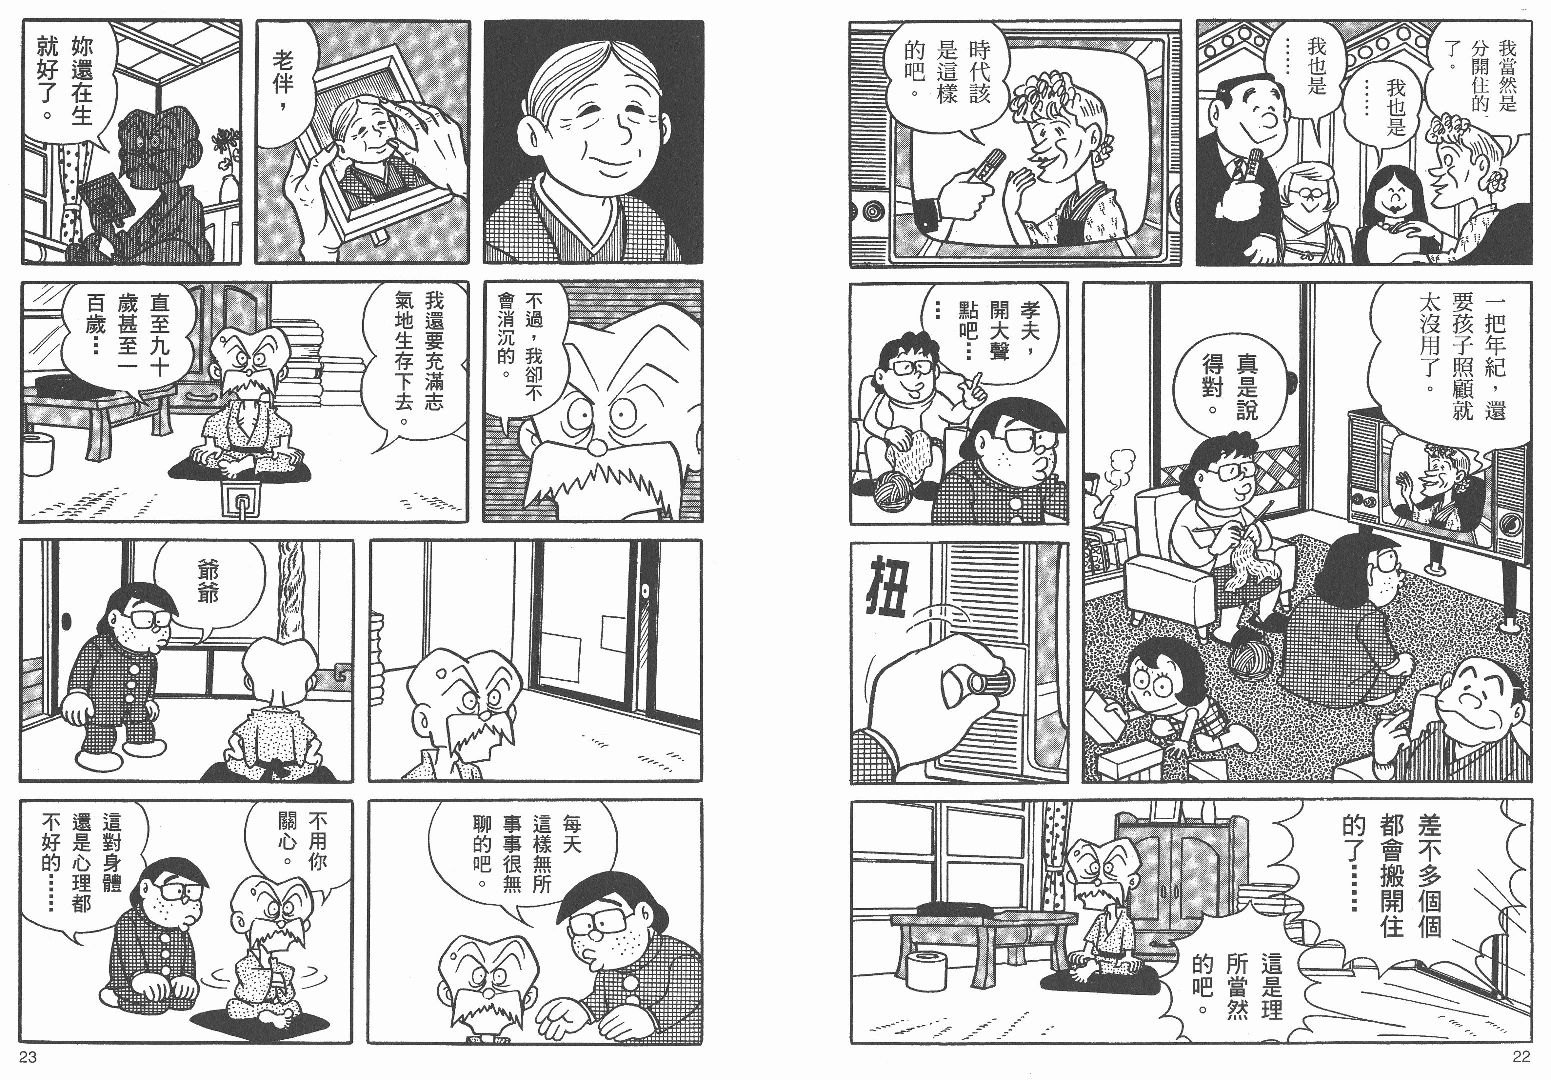 我當然是
分開住的
了。
我也是
……
我也是
……
時代該
是這樣
的吧。
一把年紀，還
要孩子照顧就
太沒用了。
真是說
得對。
孝夫，
開大聲
點吧…
…
扭
差不多個個
都會搬開住
的了……
這是理
所當然
的吧。
22
老伴，
妳還在生
就好了。
不過，我卻不
會消沉的。
我還要充滿志
氣地生存下去。
直至九十
歲甚至一
百歲…
爺爺
每天
這樣無所
事事很無
聊的吧。
不用你
關心。
這對身體
還是心理都
不好的……
23